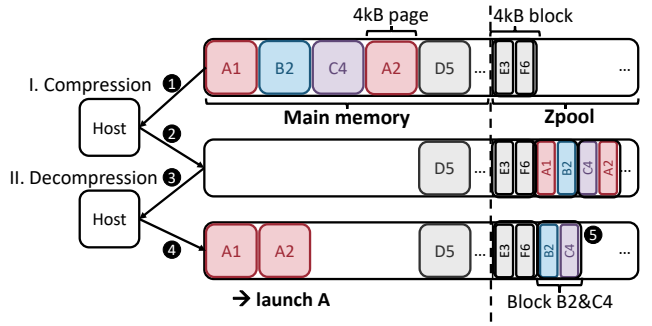 4kB page
4kB block
A1
B2
C4
A2
D5
...
E3
F6
...
I. Compression
❶
Main memory
Zpool
Host
❷
II. Decompression
❸
D5
...
E3
F6
A1
B2
C4
A2
...
Host
❹
A1
A2
D5
...
E3
F6
B2
C4
❺
...
→ launch A
Block B2&C4